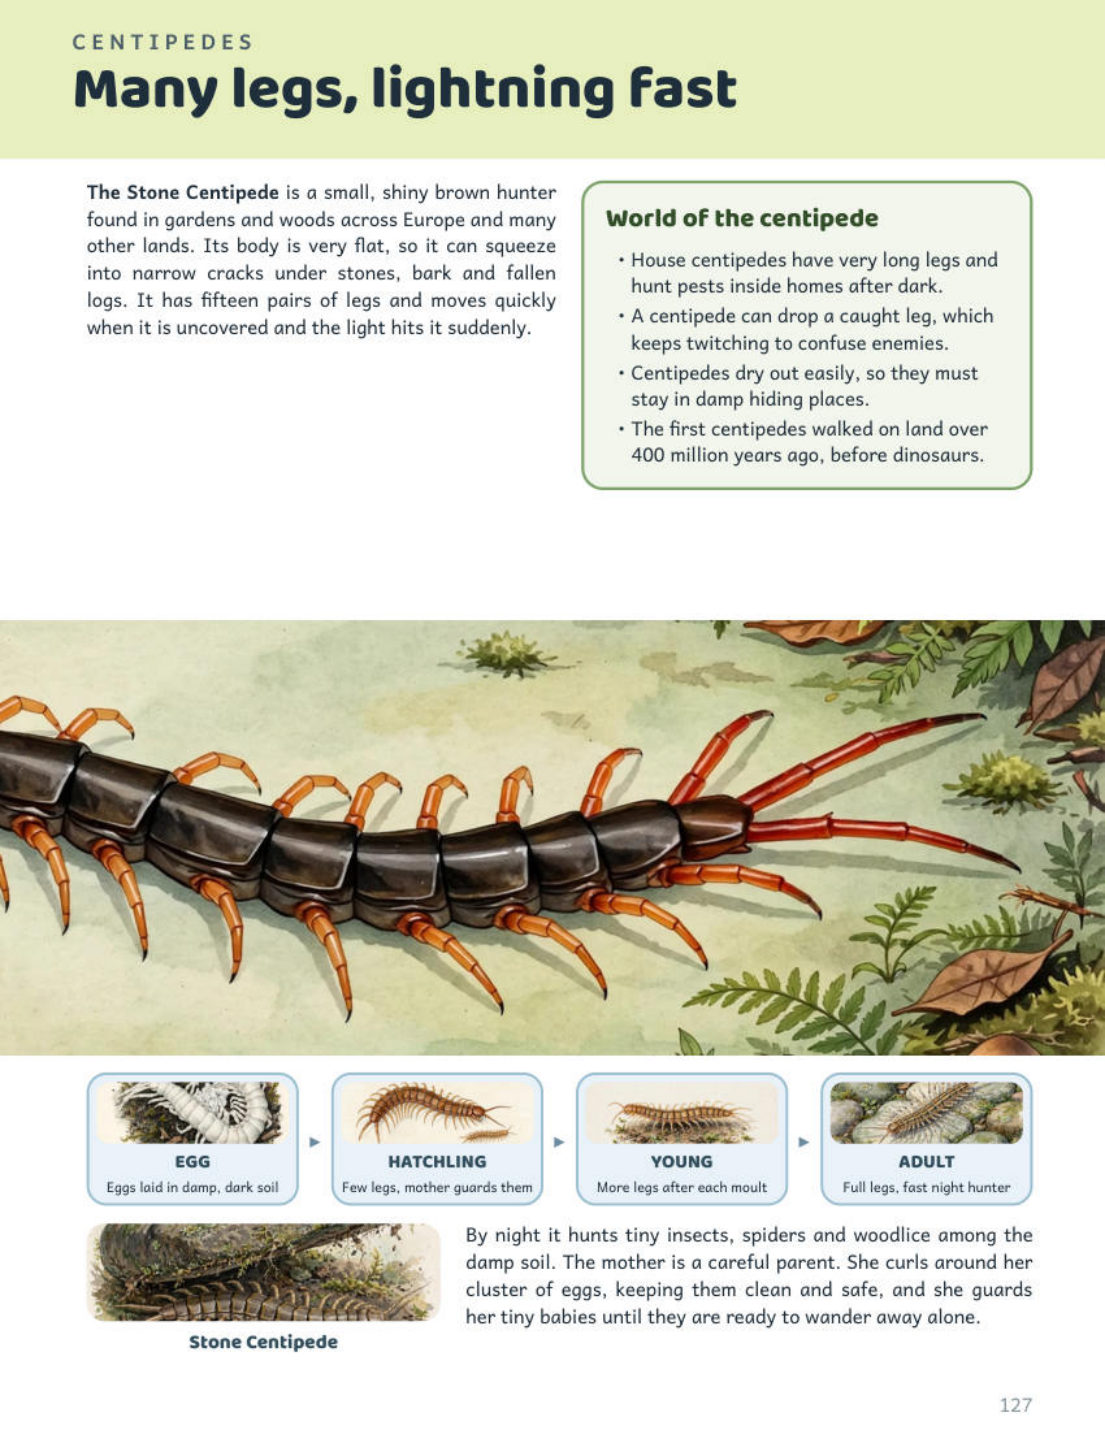 CENTIPEDES
Many legs, lightning fast
The Stone Centipede is a small, shiny brown hunter
found in gardens and woods across Europe and many
other lands. Its body is very flat, so it can squeeze
into narrow cracks under stones, bark and fallen
logs. It has fifteen pairs of legs and moves quickly
when it is uncovered and the light hits it suddenly.
World of the centipede
• House centipedes have very long legs and
hunt pests inside homes after dark.
• A centipede can drop a caught leg, which
keeps twitching to confuse enemies.
• Centipedes dry out easily, so they must
stay in damp hiding places.
• The first centipedes walked on land over
400 million years ago, before dinosaurs.
EGG
Eggs laid in damp, dark soil
HATCHLING
Few legs, mother guards them
YOUNG
More legs after each moult
ADULT
Full legs, fast night hunter
Stone Centipede
By night it hunts tiny insects, spiders and woodlice among the
damp soil. The mother is a careful parent. She curls around her
cluster of eggs, keeping them clean and safe, and she guards
her tiny babies until they are ready to wander away alone.
127